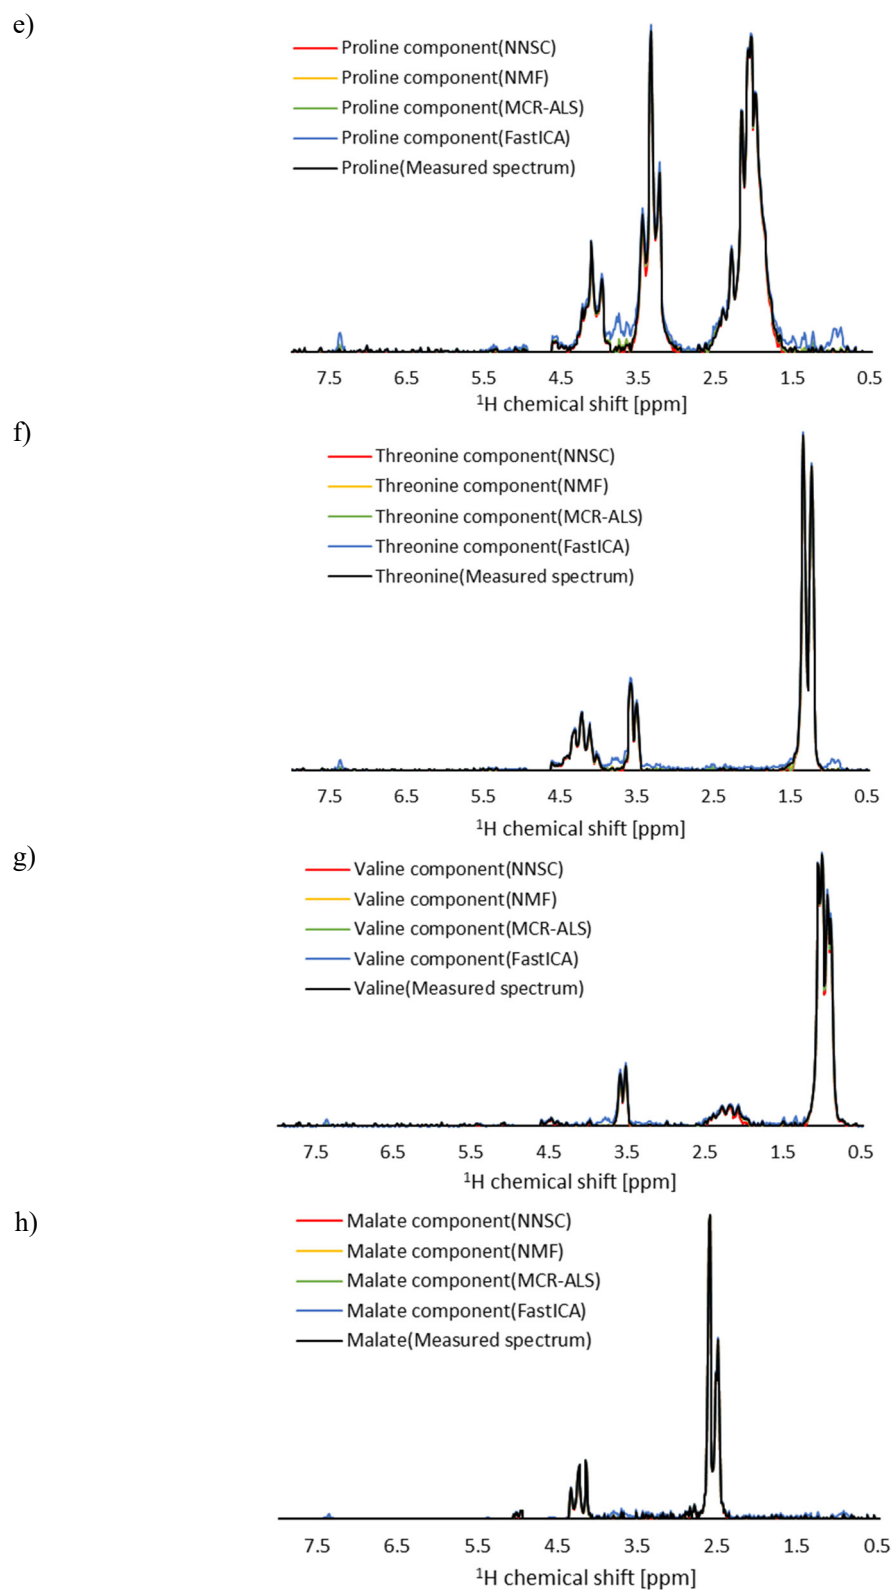 e)
Proline component(NNSC)
Proline component(NMF)
Proline component(MCR-ALS)
Proline component(FastICA)
Proline(Measured spectrum)
7.5 6.5 5.5 4.5 3.5 2.5 1.5 0.5
¹H chemical shift [ppm]
f)
Threonine component(NNSC)
Threonine component(NMF)
Threonine component(MCR-ALS)
Threonine component(FastICA)
Threonine(Measured spectrum)
7.5 6.5 5.5 4.5 3.5 2.5 1.5 0.5
¹H chemical shift [ppm]
g)
Valine component(NNSC)
Valine component(NMF)
Valine component(MCR-ALS)
Valine component(FastICA)
Valine(Measured spectrum)
7.5 6.5 5.5 4.5 3.5 2.5 1.5 0.5
¹H chemical shift [ppm]
h)
Malate component(NNSC)
Malate component(NMF)
Malate component(MCR-ALS)
Malate component(FastICA)
Malate(Measured spectrum)
7.5 6.5 5.5 4.5 3.5 2.5 1.5 0.5
¹H chemical shift [ppm]